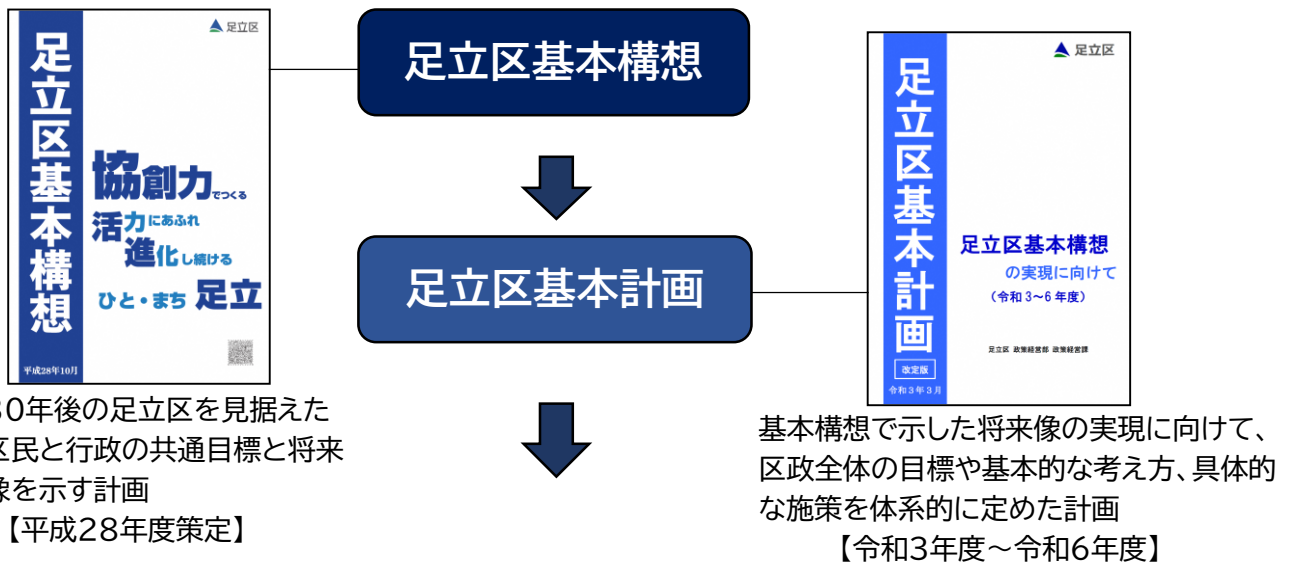 足立区
足立区基本構想
協創力でつくる
活力にあふれ
進化し続ける
ひと・まち 足立
平成28年10月
30年後の足立区を見据えた
区民と行政の共通目標と将来
像を示す計画
【平成28年度策定】
足立区基本構想
足立区基本計画
足立区
足立区基本計画
足立区基本構想
の実現に向けて
（令和3～6年度）
足立区 政策経営部 政策経営課
改定版
令和3年3月
基本構想で示した将来像の実現に向けて、
区政全体の目標や基本的な考え方、具体的
な施策を体系的に定めた計画
【令和3年度～令和6年度】